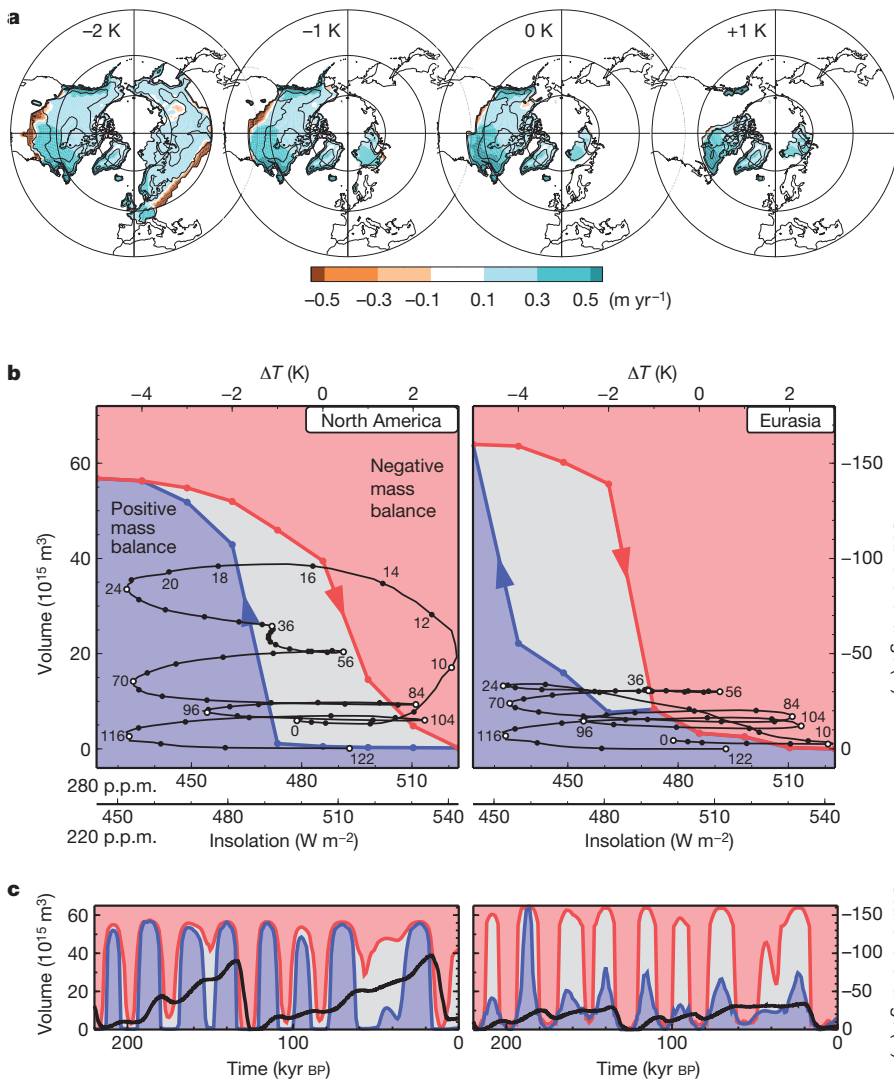 a
−2 K −1 K 0 K +1 K
−0.5 −0.3 −0.1 0.1 0.3 0.5 (m yr⁻¹)
b
ΔT (K) ΔT (K)
−4 −2 0 2 −4 −2 0 2
North America Eurasia
Negative mass balance
Positive mass balance
Volume (10¹⁵ m³)
60 40 20 0
−150 −100 −50 0
24 20 18 16 14 12 10 36 56 70 84 96 104 116 0 122
24 36 56 70 84 104 96 10 116 0 122
280 p.p.m. 450 480 510 450 480 510
450 480 510 540 450 480 510 540
220 p.p.m. Insolation (W m⁻²) Insolation (W m⁻²)
c
Volume (10¹⁵ m³)
60 40 20 0
−150 −100 −50 0
200 100 0 200 100 0
Time (kyr BP) Time (kyr BP)